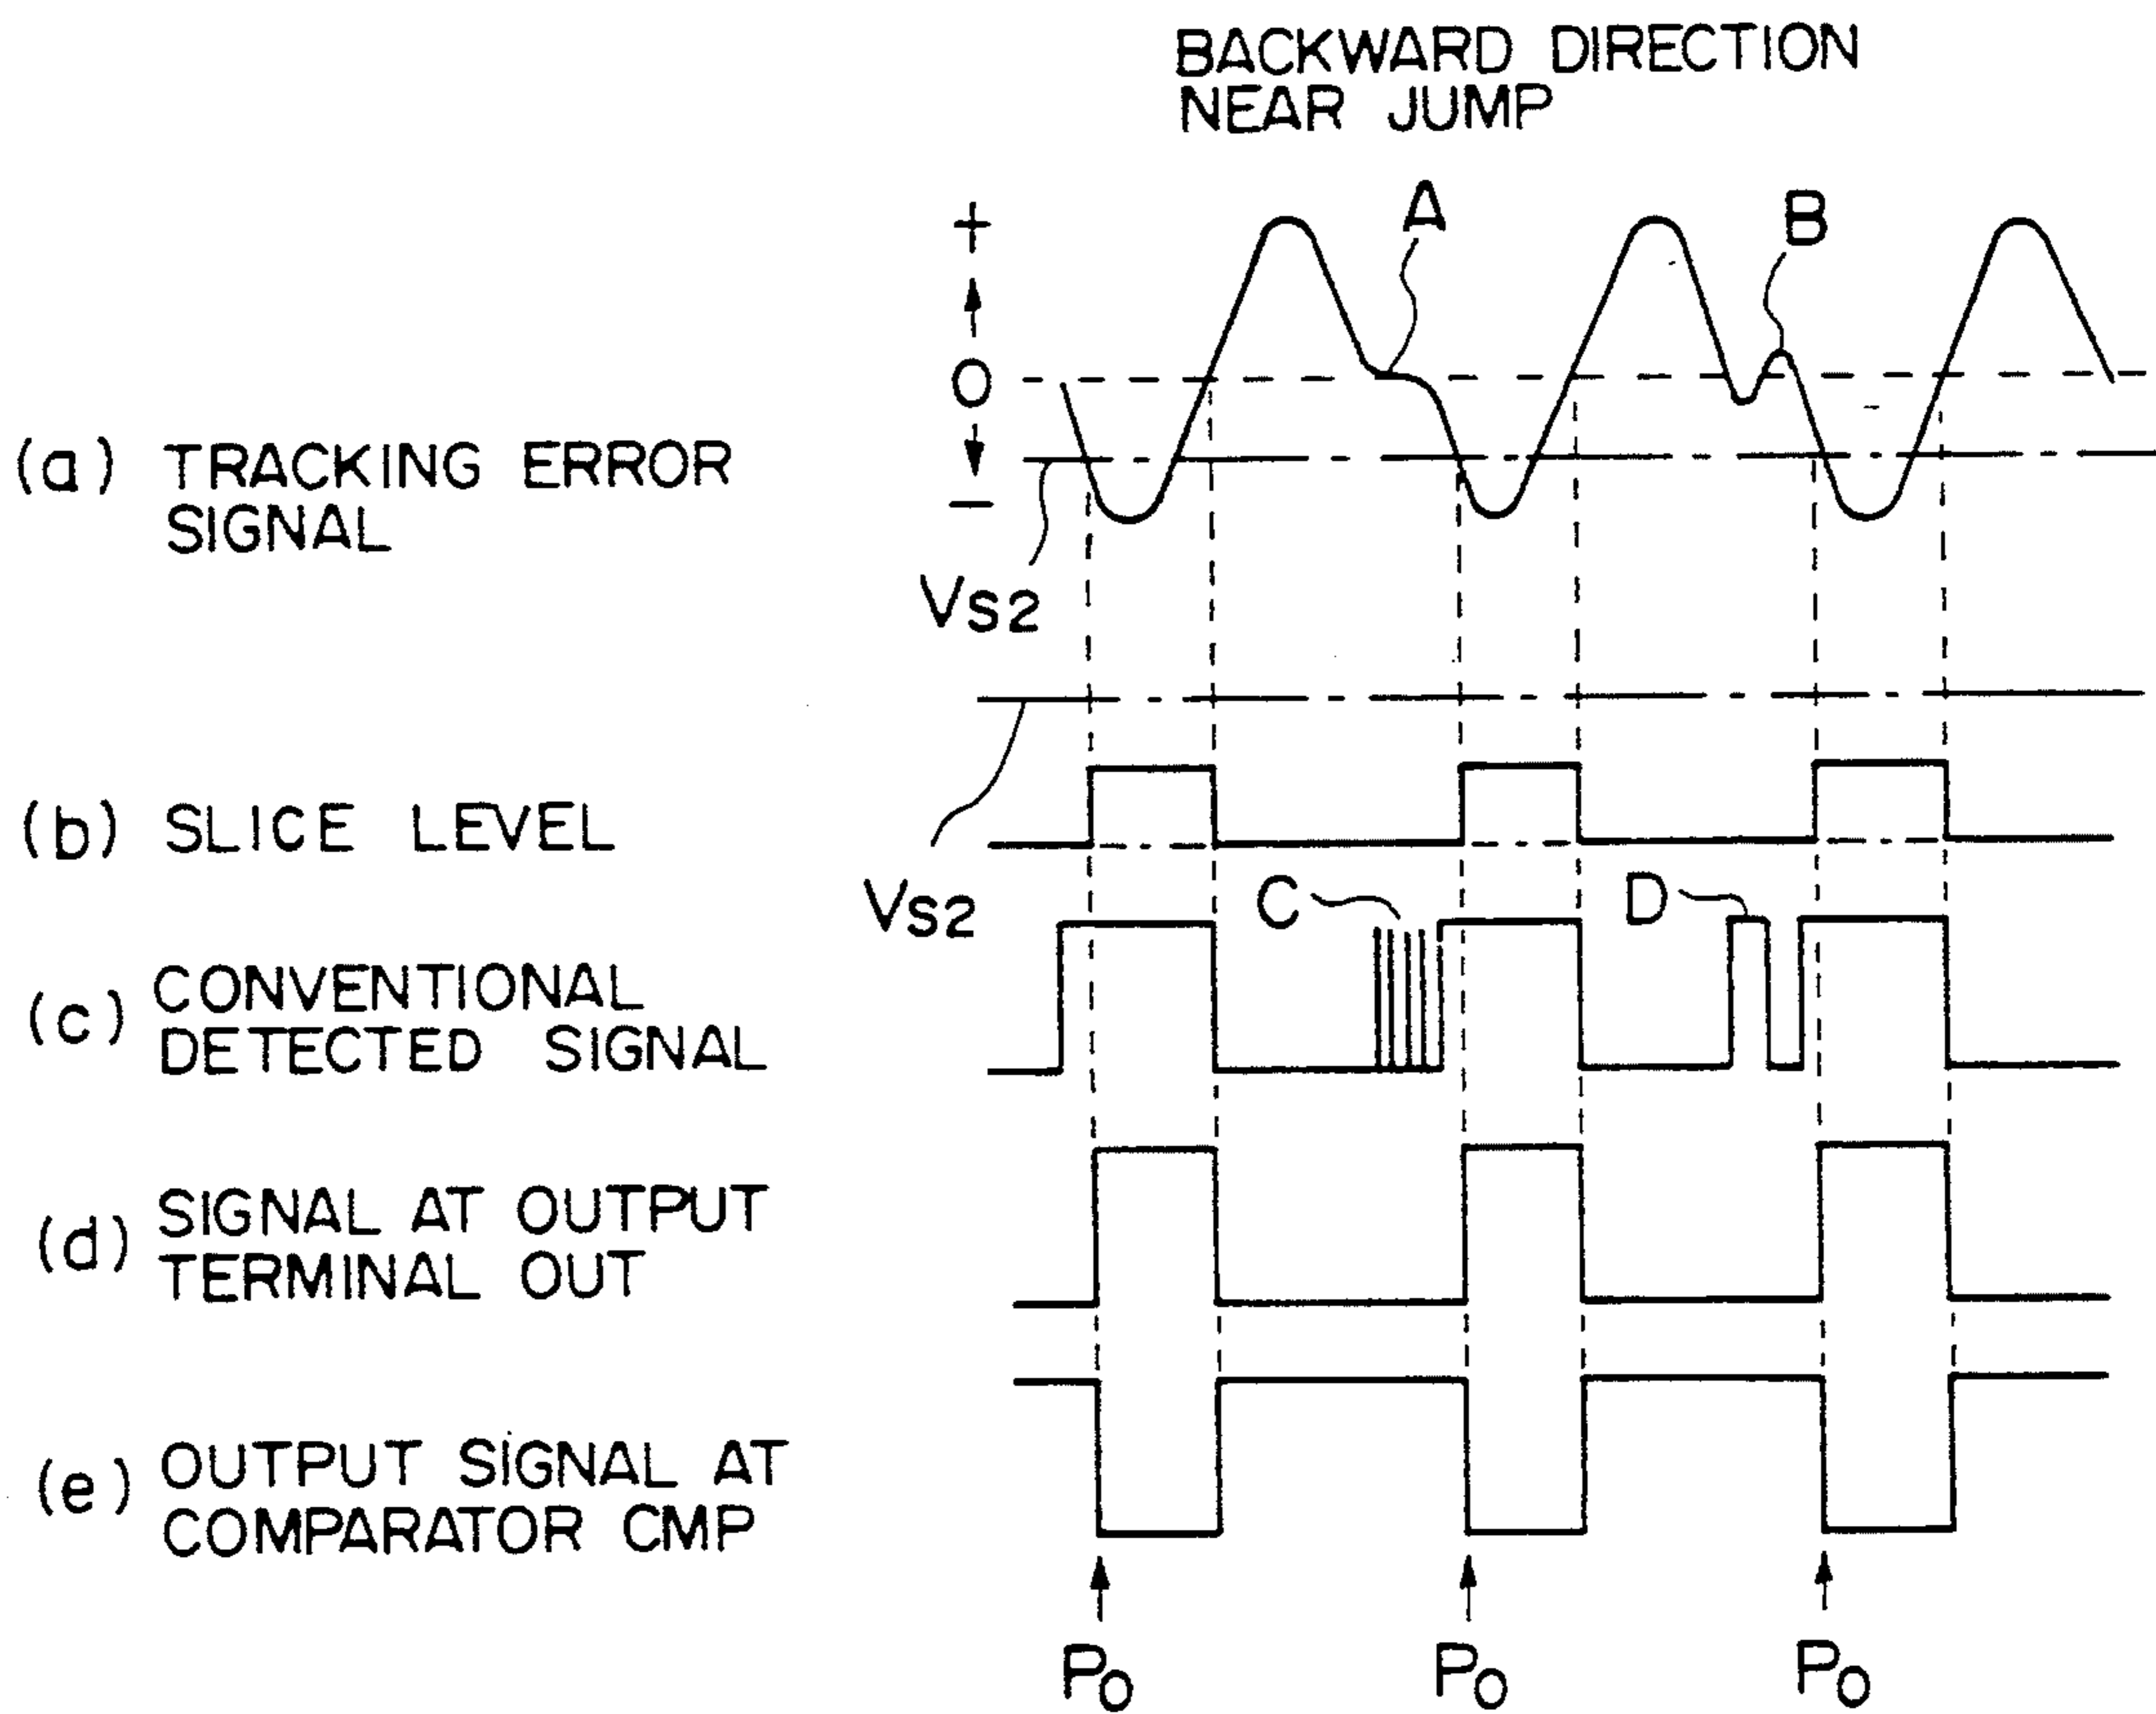 BACKWARD DIRECTION
NEAR JUMP
A
B
+
0
−
(a) TRACKING ERROR
SIGNAL
Vs2
(b) SLICE LEVEL
Vs2
C
D
(c) CONVENTIONAL
DETECTED SIGNAL
(d) SIGNAL AT OUTPUT
TERMINAL OUT
(e) OUTPUT SIGNAL AT
COMPARATOR CMP
Po Po Po